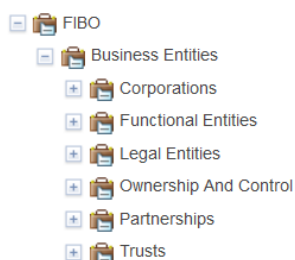 FIBO
Business Entities
Corporations
Functional Entities
Legal Entities
Ownership And Control
Partnerships
Trusts